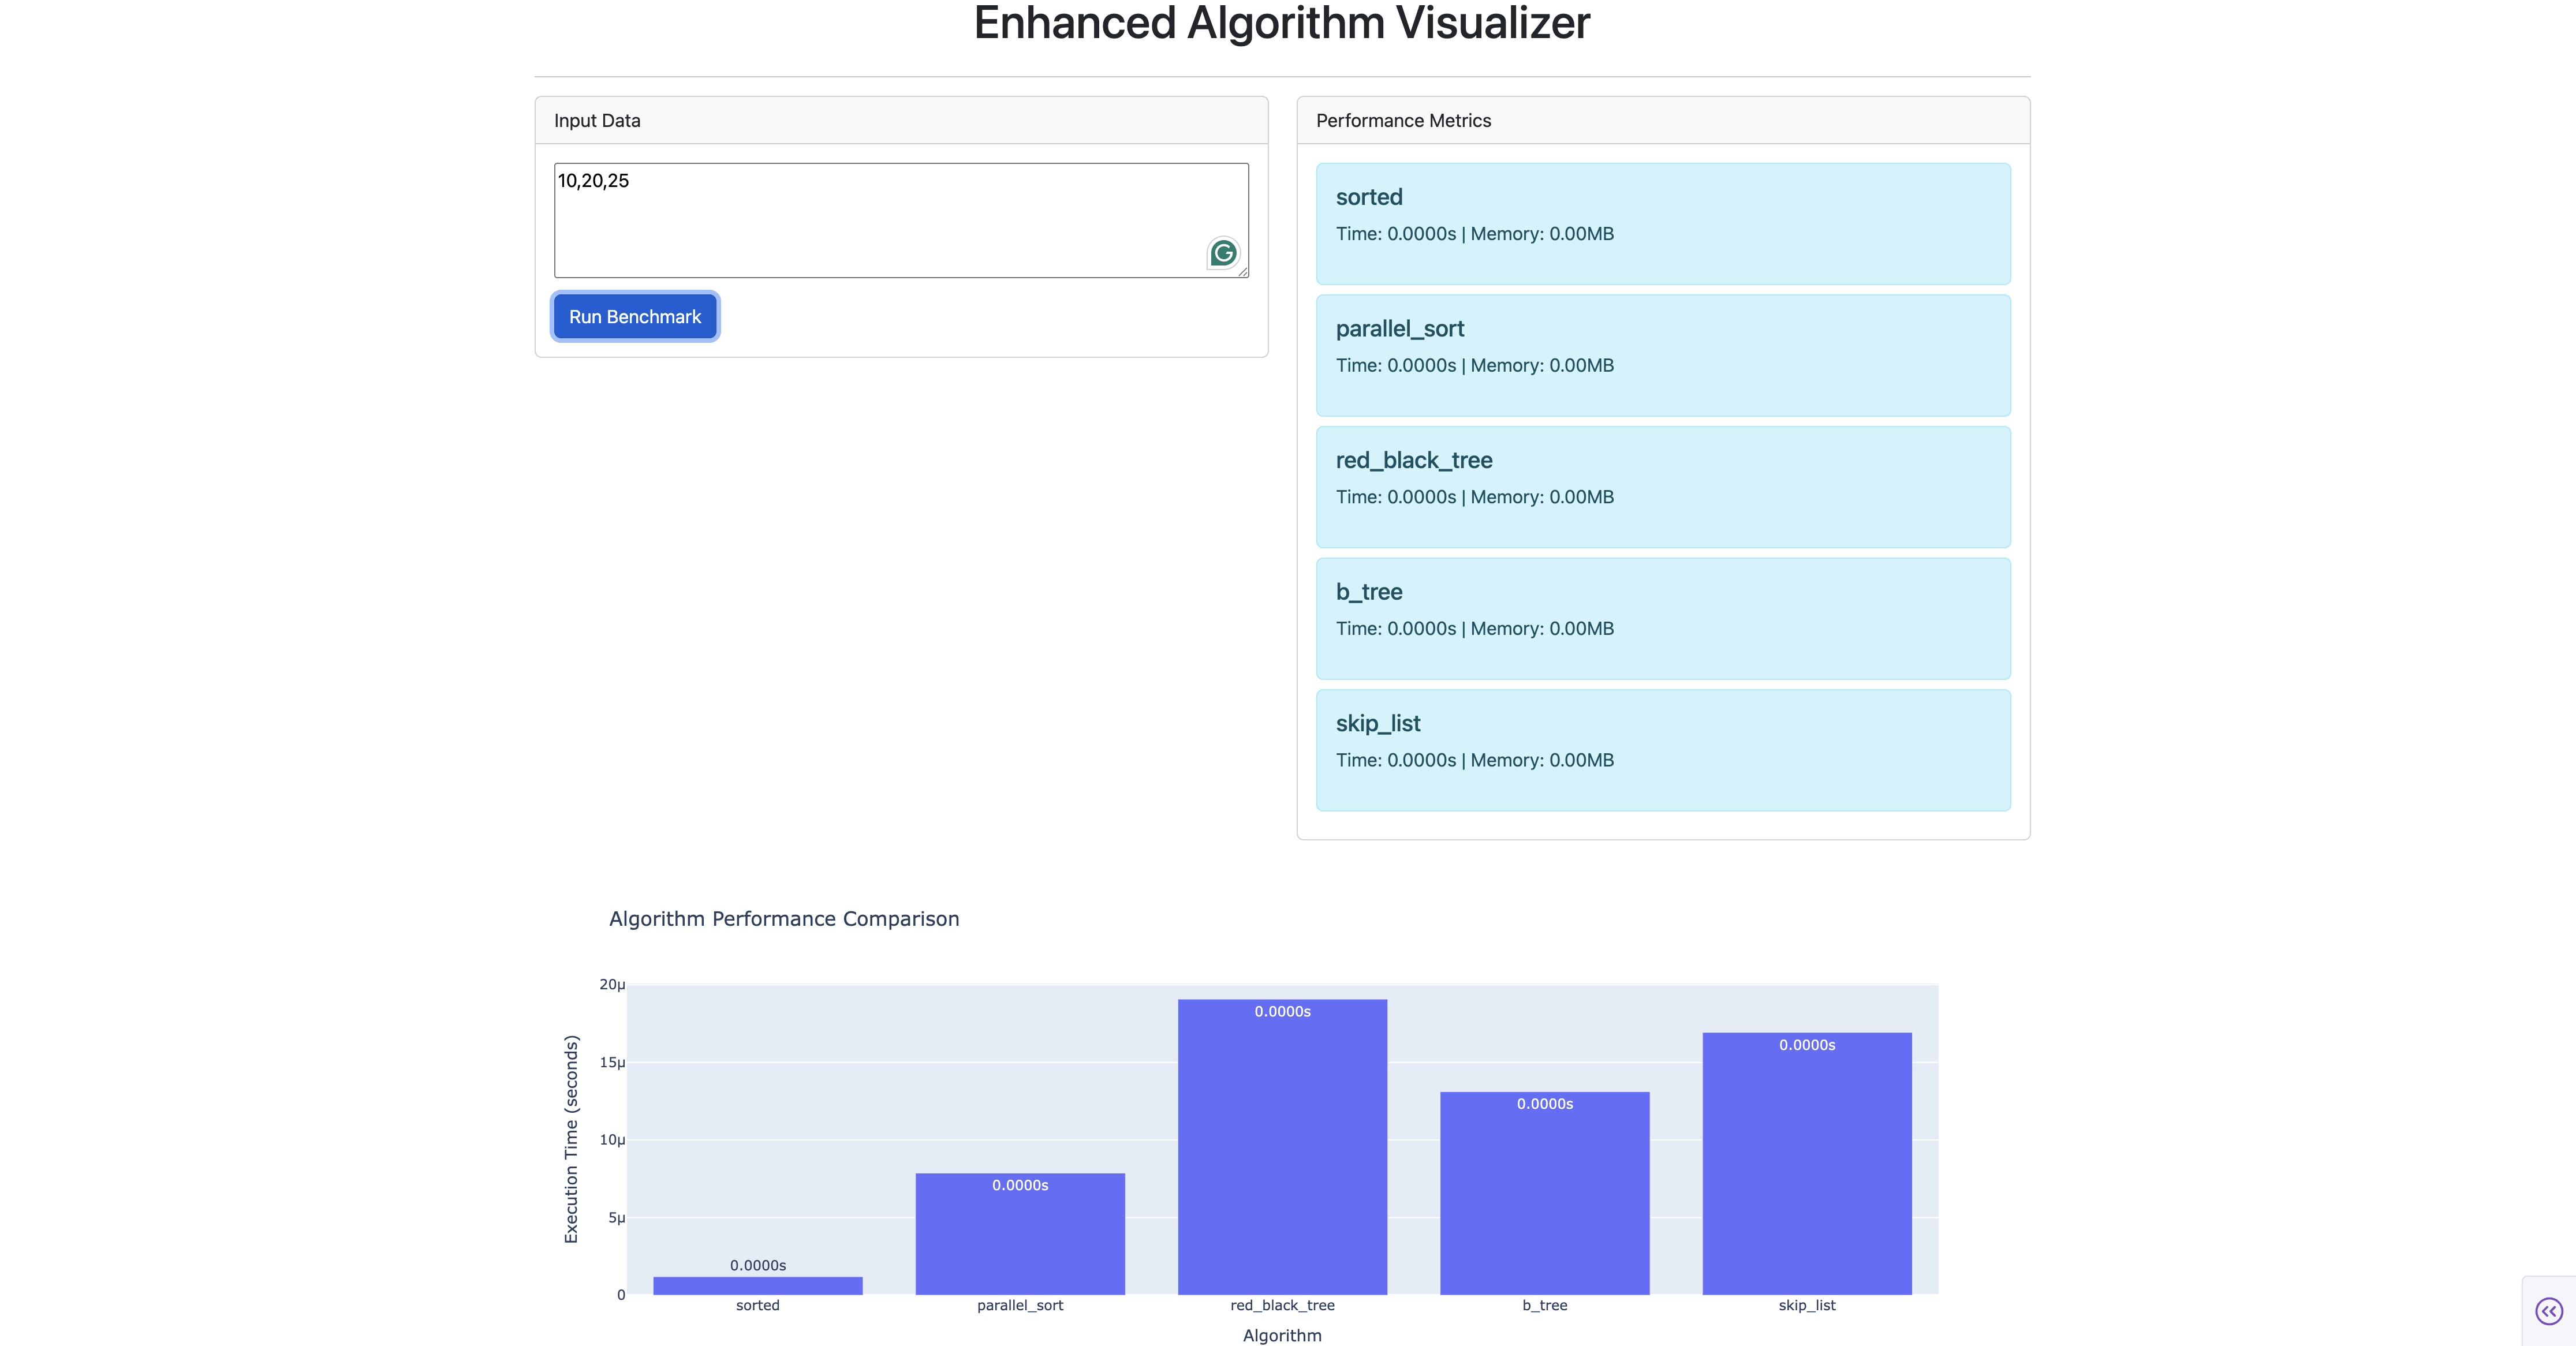 Enhanced Algorithm Visualizer
Input Data
10,20,25
Run Benchmark
Performance Metrics
sorted
Time: 0.0000s | Memory: 0.00MB
parallel_sort
Time: 0.0000s | Memory: 0.00MB
red_black_tree
Time: 0.0000s | Memory: 0.00MB
b_tree
Time: 0.0000s | Memory: 0.00MB
skip_list
Time: 0.0000s | Memory: 0.00MB
Algorithm Performance Comparison
Execution Time (seconds)
20μ
15μ
10μ
5μ
0
0.0000s
0.0000s
0.0000s
0.0000s
0.0000s
sorted
parallel_sort
red_black_tree
b_tree
skip_list
Algorithm